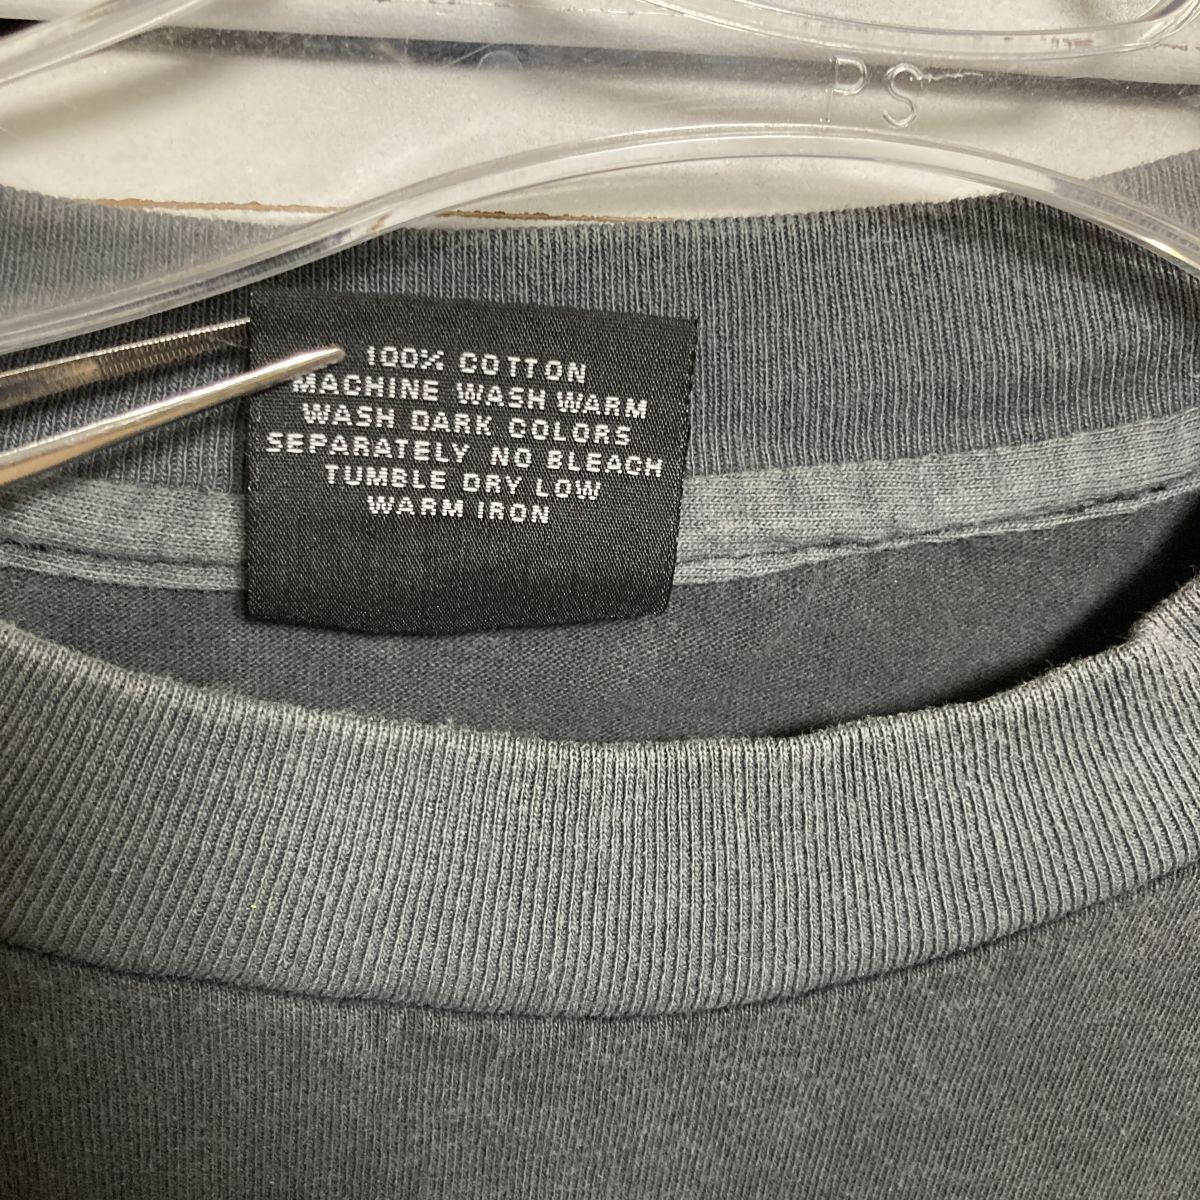 PS
100% COTTON
MACHINE WASH WARM
WASH DARK COLORS
SEPARATELY NO BLEACH
TUMBLE DRY LOW
WARM IRON